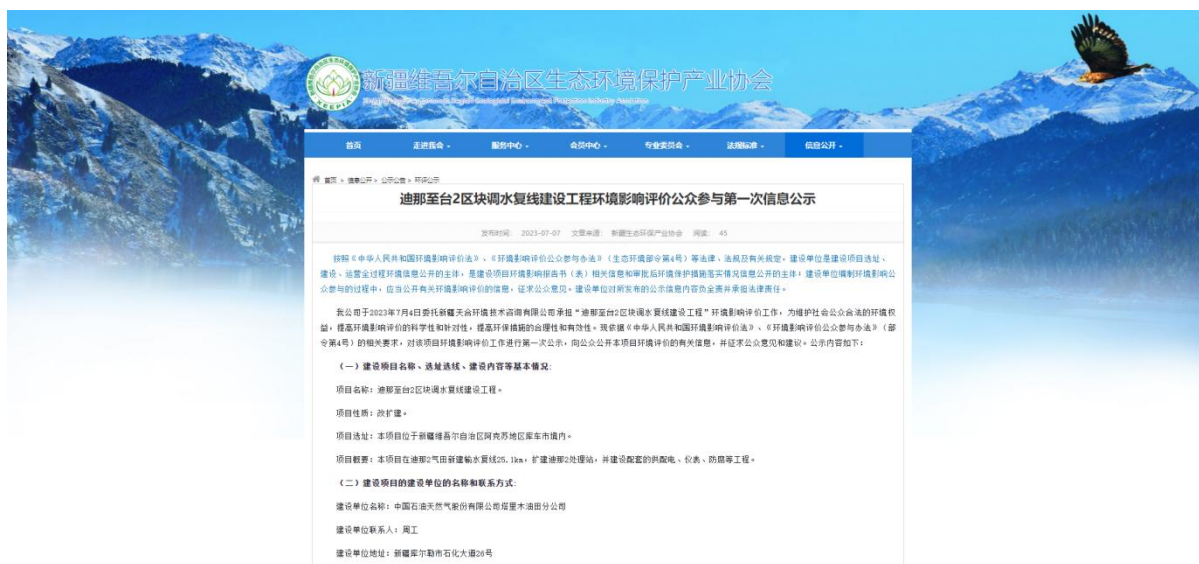 新疆维吾尔自治区生态环境保护产业协会
XEEPIA
首页 走进我会 服务中心 会员中心 专业委员会 法规标准 信息公开
首页 > 信息公开 > 公示公告 > 环评公示
迪那至台2区块调水复线建设工程环境影响评价公众参与第一次信息公示
发布时间: 2023-07-07 文章来源: 新疆生态环保产业协会 阅读: 45
按照《中华人民共和国环境影响评价法》、《环境影响评价公众参与办法》(生态环境部令第4号)等法律、法规及有关规定,建设单位是建设项目选址、
建设、运营全过程环境信息公开的主体,是建设项目环境影响报告书(表)相关信息和审批后环境保护措施落实情况信息公开的主体;建设单位编制环境影响公
众参与的过程中,应当公开有关环境影响评价的信息,征求公众意见。建设单位对所发布的公示信息内容负全责并承担法律责任。
我公司于2023年7月4日委托新疆天合环境技术咨询有限公司承担“迪那至台2区块调水复线建设工程”环境影响评价工作,为维护社会公众合法的环境权
益,提高环境影响评价的科学性和针对性,提高环保措施的合理性和有效性。现依据《中华人民共和国环境影响评价法》、《环境影响评价公众参与办法》(部
令第4号)的相关要求,对该项目环境影响评价工作进行第一次公示,向公众公开本项目环境评价的有关信息,并征求公众意见和建议。公示内容如下:
(一)建设项目名称、选址选线、建设内容等基本情况:
项目名称:迪那至台2区块调水复线建设工程。
项目性质:改扩建。
项目选址:本项目位于新疆维吾尔自治区阿克苏地区库车市境内。
项目概要:本项目在迪那2气田新建输水复线25.1km,扩建迪那2处理站,并建设配套的供配电、仪表、防腐等工程。
(二)建设项目的建设单位的名称和联系方式:
建设单位名称:中国石油天然气股份有限公司塔里木油田分公司
建设单位联系人:周工
建设单位地址:新疆库尔勒市石化大道26号